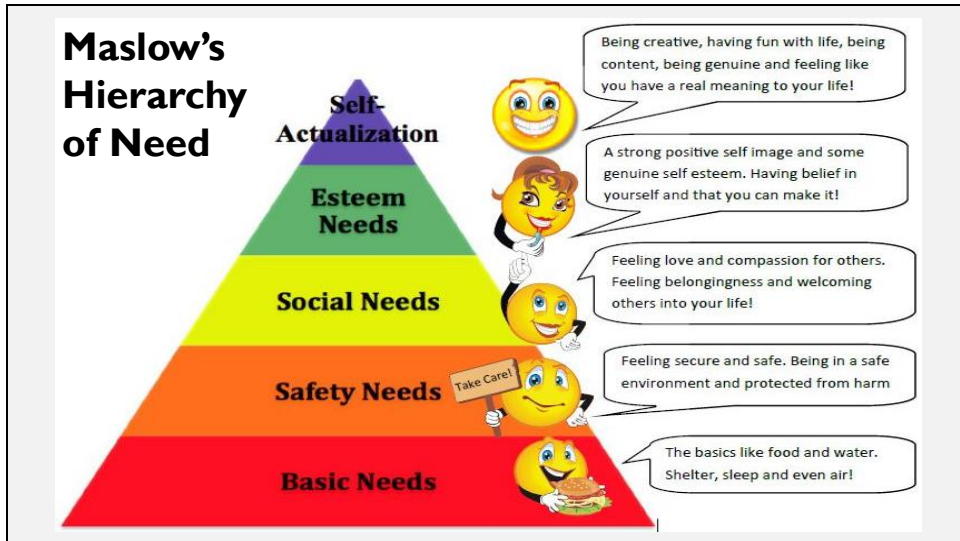 Maslow's
Hierarchy
of Need
Being creative, having fun with life, being
content, being genuine and feeling like
you have a real meaning to your life!
Self-
Actualization
A strong positive self image and some
genuine self esteem. Having belief in
yourself and that you can make it!
Esteem
Needs
Feeling love and compassion for others.
Feeling belongingness and welcoming
others into your life!
Social Needs
Feeling secure and safe. Being in a safe
environment and protected from harm
Take Care!
Safety Needs
The basics like food and water.
Shelter, sleep and even air!
Basic Needs